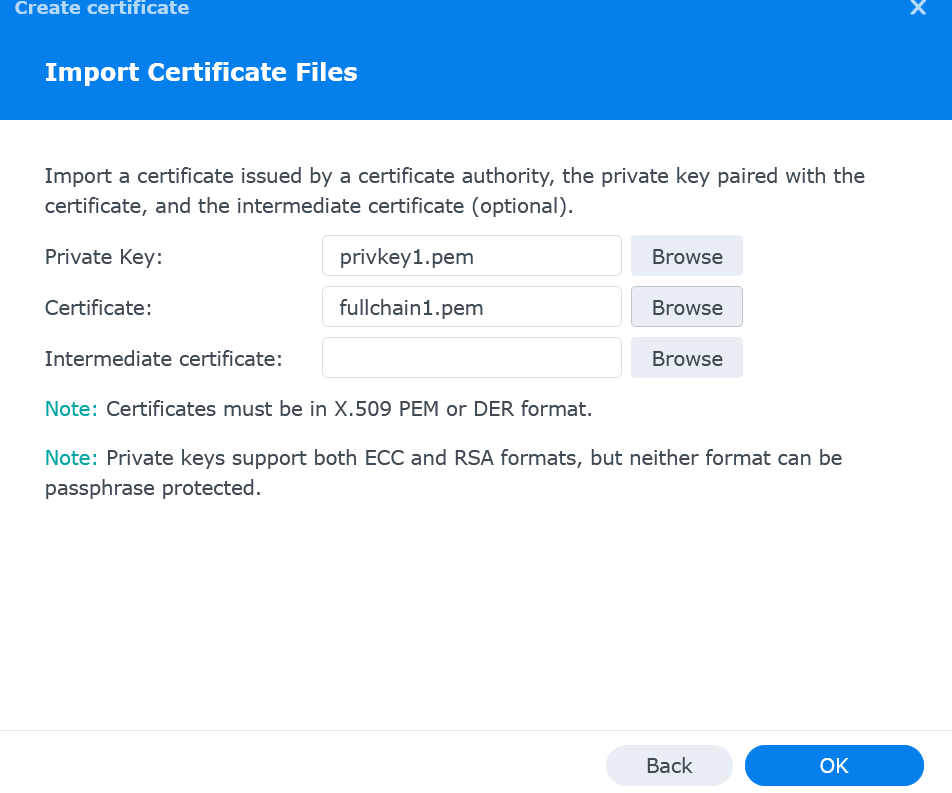 Create certificate
Import Certificate Files
Import a certificate issued by a certificate authority, the private key paired with the
certificate, and the intermediate certificate (optional).
Private Key: privkey1.pem Browse
Certificate: fullchain1.pem Browse
Intermediate certificate: Browse
Note: Certificates must be in X.509 PEM or DER format.
Note: Private keys support both ECC and RSA formats, but neither format can be
passphrase protected.
Back OK